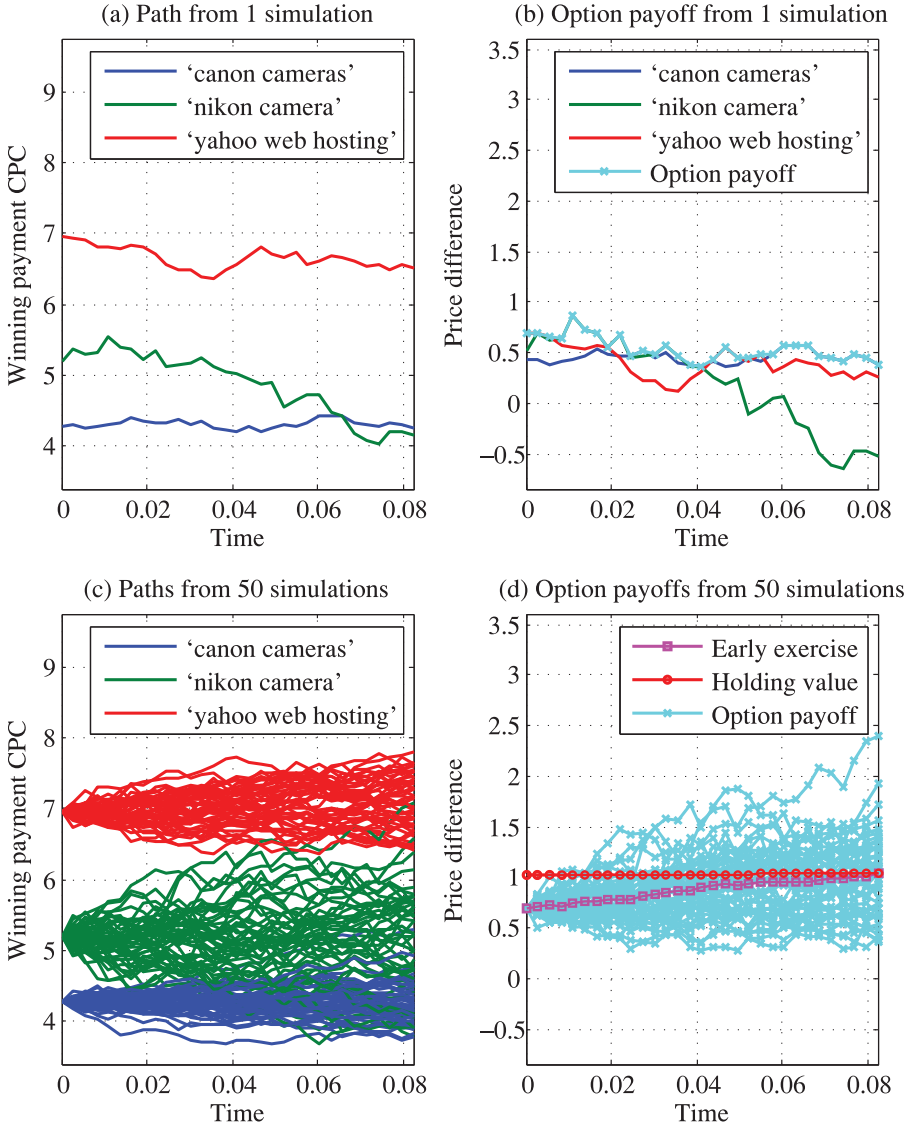 (a) Path from 1 simulation
Winning payment CPC
9
8
7
6
5
4
‘canon cameras’
‘nikon camera’
‘yahoo web hosting’
0 0.02 0.04 0.06 0.08
Time
(b) Option payoff from 1 simulation
Price difference
3.5
3
2.5
2
1.5
1
0.5
0
−0.5
‘canon cameras’
‘nikon camera’
‘yahoo web hosting’
Option payoff
0 0.02 0.04 0.06 0.08
Time
(c) Paths from 50 simulations
Winning payment CPC
9
8
7
6
5
4
‘canon cameras’
‘nikon camera’
‘yahoo web hosting’
0 0.02 0.04 0.06 0.08
Time
(d) Option payoffs from 50 simulations
Price difference
3.5
3
2.5
2
1.5
1
0.5
0
−0.5
Early exercise
Holding value
Option payoff
0 0.02 0.04 0.06 0.08
Time